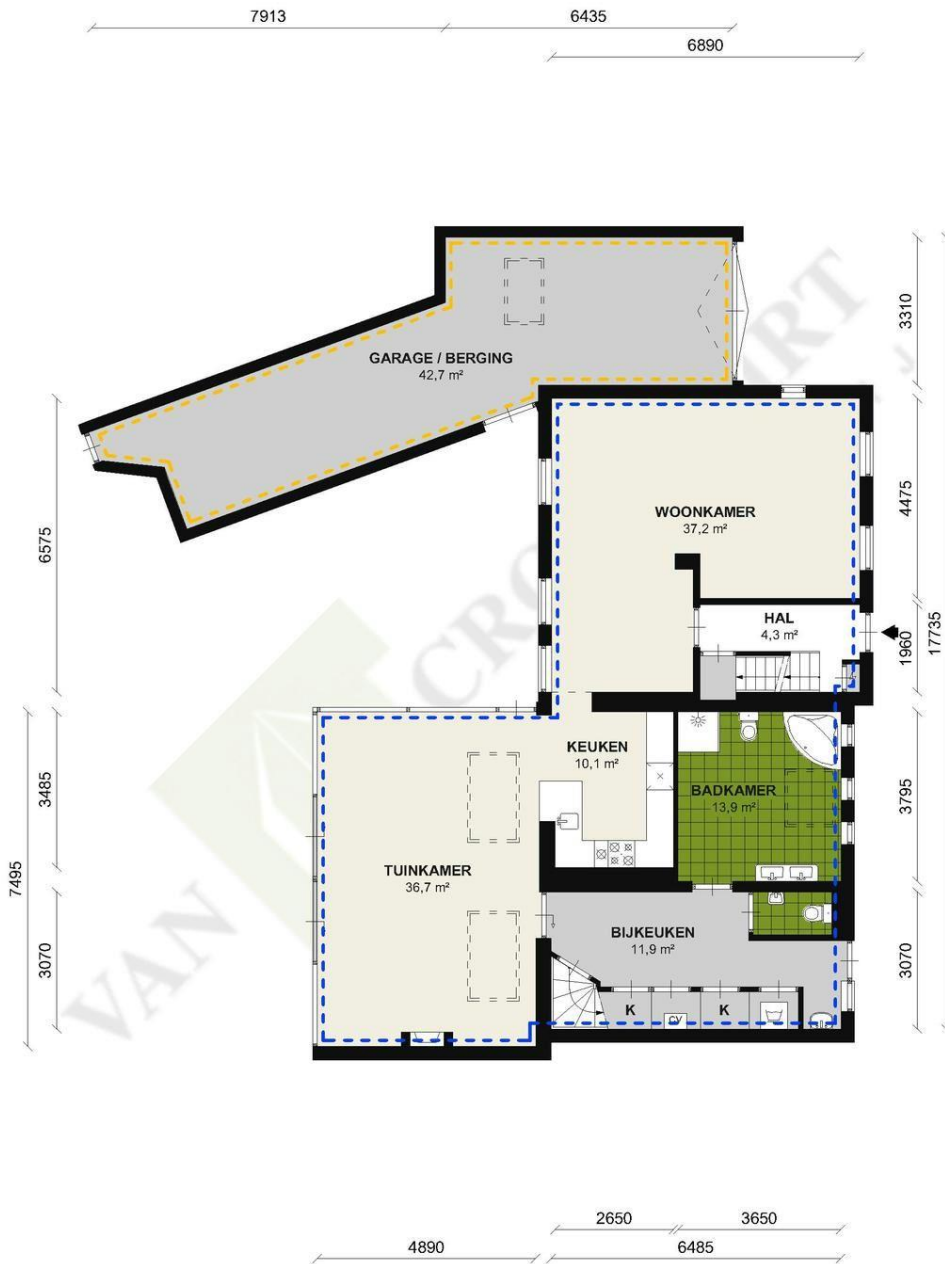 7913
6435
6890
3310
GARAGE / BERGING
42,7 m²
6575
4475
17735
WOONKAMER
37,2 m²
HAL
4,3 m²
1960
KEUKEN
10,1 m²
BADKAMER
13,9 m²
3485
3795
7495
TUINKAMER
36,7 m²
BIJKEUKEN
11,9 m²
3070
3070
K
CV
K
2650
3650
4890
6485
VAN